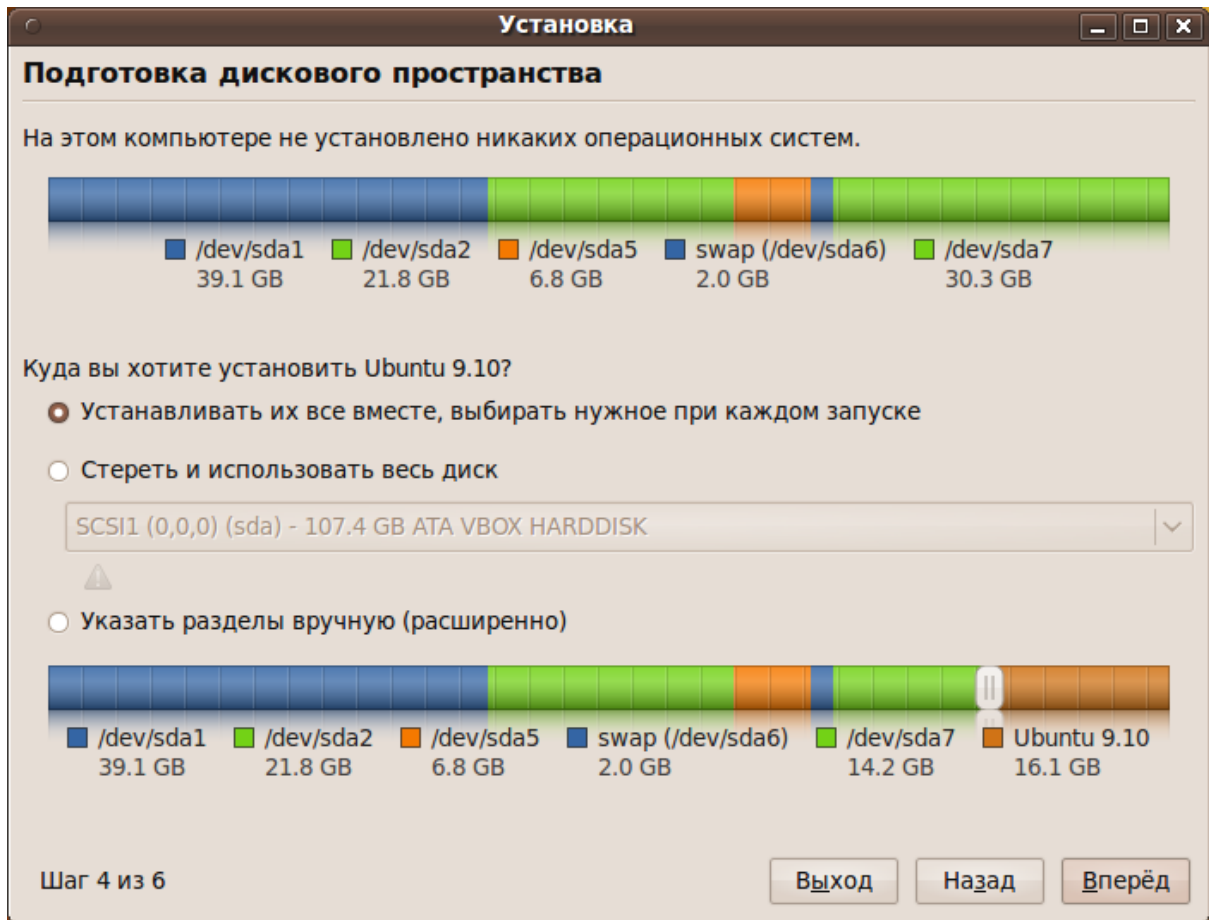 Установка
Подготовка дискового пространства
На этом компьютере не установлено никаких операционных систем.
/dev/sda1 /dev/sda2 /dev/sda5 swap (/dev/sda6) /dev/sda7
39.1 GB 21.8 GB 6.8 GB 2.0 GB 30.3 GB
Куда вы хотите установить Ubuntu 9.10?
Устанавливать их все вместе, выбирать нужное при каждом запуске
Стереть и использовать весь диск
SCSI1 (0,0,0) (sda) - 107.4 GB ATA VBOX HARDDISK
Указать разделы вручную (расширенно)
/dev/sda1 /dev/sda2 /dev/sda5 swap (/dev/sda6) /dev/sda7 Ubuntu 9.10
39.1 GB 21.8 GB 6.8 GB 2.0 GB 14.2 GB 16.1 GB
Шаг 4 из 6 Выход Назад Вперёд